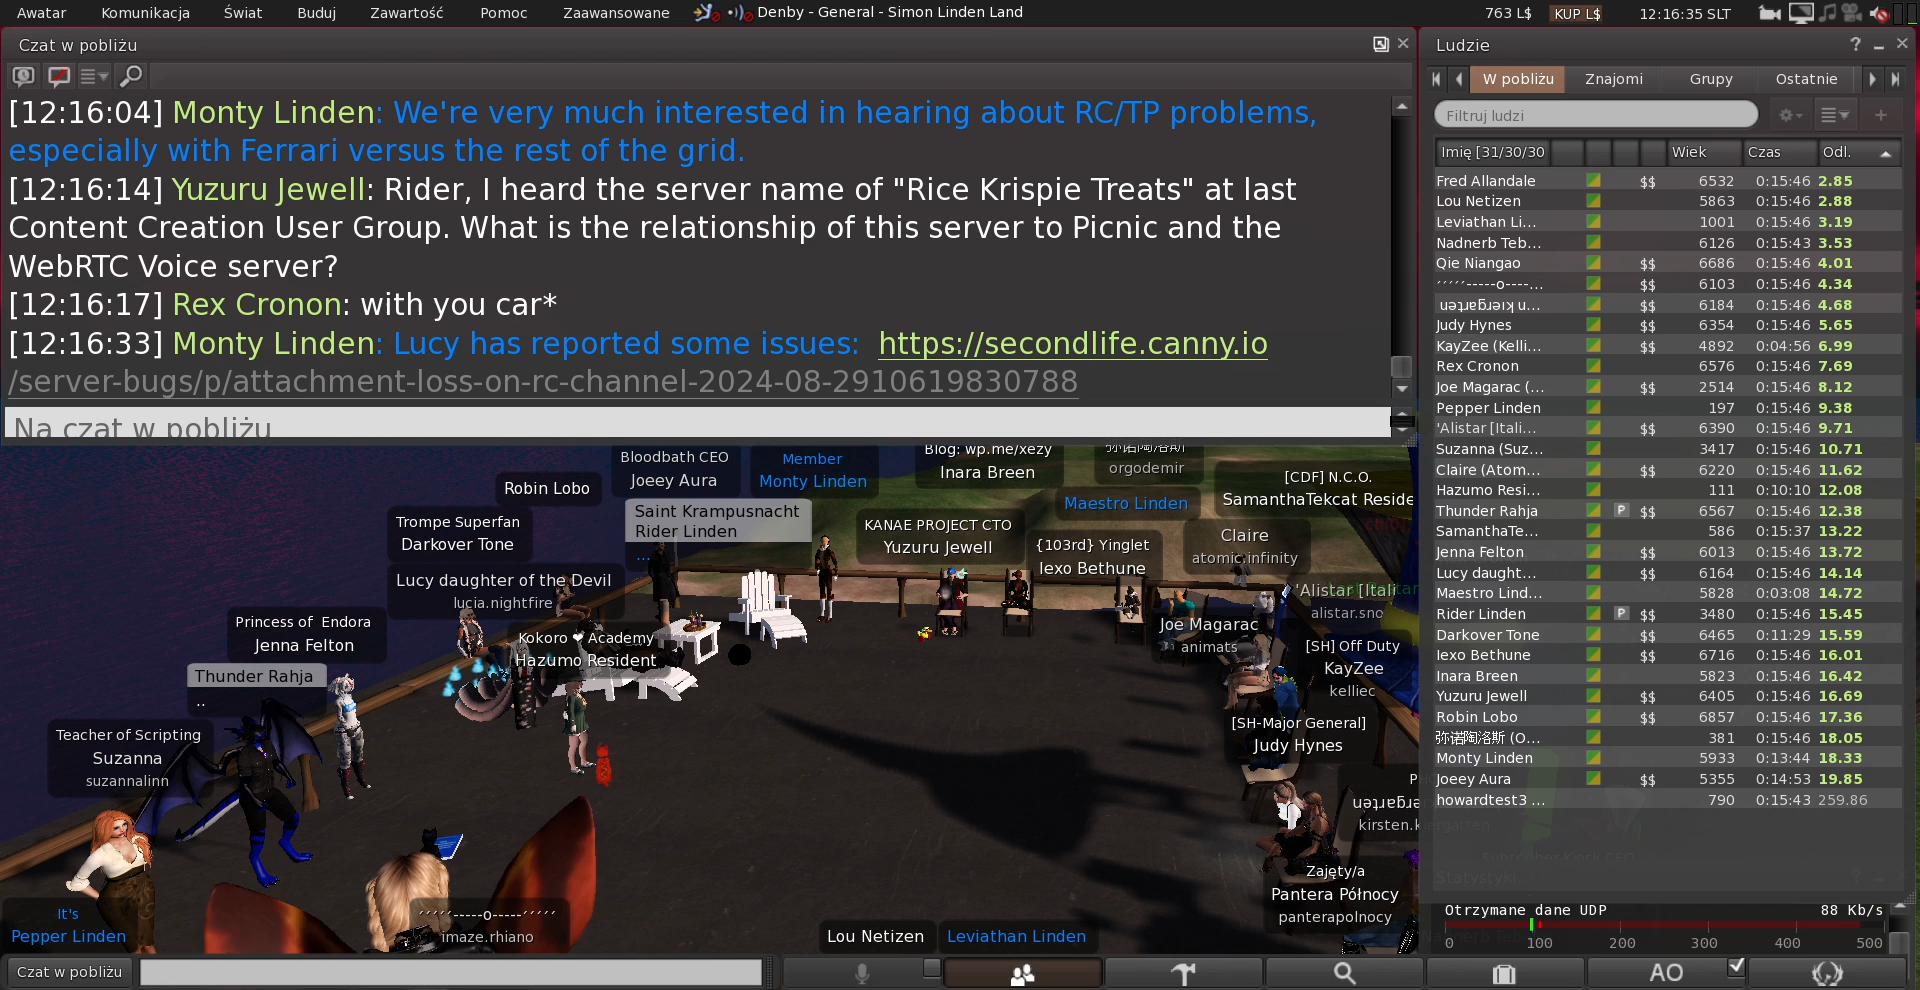 Awatar Komunikacja Świat Buduj Zawartość Pomoc Zaawansowane Denby - General - Simon Linden Land 763 L$ KUP L$ 12:16:35 SLT
Czat w pobliżu
[12:16:04] Monty Linden: We're very much interested in hearing about RC/TP problems,
especially with Ferrari versus the rest of the grid.
[12:16:14] Yuzuru Jewell: Rider, I heard the server name of "Rice Krispie Treats" at last
Content Creation User Group. What is the relationship of this server to Picnic and the
WebRTC Voice server?
[12:16:17] Rex Cronon: with you car*
[12:16:33] Monty Linden: Lucy has reported some issues: https://secondlife.canny.io
/server-bugs/p/attachment-loss-on-rc-channel-2024-08-2910619830788
Na czat w pobliżu
Bloodbath CEO
Joeey Aura
Member
Monty Linden
Blog: wp.me/xezy
Inara Breen
弥诺陶洛斯
orgodemir
Robin Lobo
[CDF] N.C.O.
SamanthaTekcat Reside
Maestro Linden
Saint Krampusnacht
Rider Linden
...
Trompe Superfan
Darkover Tone
KANAE PROJECT CTO
Yuzuru Jewell
{103rd} Yinglet
Iexo Bethune
Claire
atomic.infinity
Lucy daughter of the Devil
lucia.nightfire
'Alistar [Itali
alistar.sno
Princess of Endora
Jenna Felton
Kokoro ❤ Academy
Hazumo Resident
Joe Magarac
animats
[SH] Off Duty
KayZee
kelliec
Thunder Rahja
..
[SH-Major General]
Judy Hynes
Teacher of Scripting
Suzanna
suzannalinn
uǝʇɹɐƃɹǝ
kirsten.kiergarten
Zajęty/a
Pantera Północy
panterapolnocy
It's
Pepper Linden
´´´´´-----o-----´´´´´
imaze.rhiano
Lou Netizen
Leviathan Linden
Czat w pobliżu
AO
Ludzie
W pobliżu Znajomi Grupy Ostatnie
Filtruj ludzi
Imię [31/30/30 Wiek Czas Odl.
Fred Allandale $$ 6532 0:15:46 2.85
Lou Netizen 5863 0:15:46 2.88
Leviathan Li... 1001 0:15:46 3.19
Nadnerb Teb... 6126 0:15:43 3.53
Qie Niangao $$ 6686 0:15:46 4.01
´´´´´-----o----... $$ 6103 0:15:46 4.34
uǝʇɹɐƃɹǝıʞ u... $$ 6184 0:15:46 4.68
Judy Hynes $$ 6354 0:15:46 5.65
KayZee (Kelli... $$ 4892 0:04:56 6.99
Rex Cronon 6576 0:15:46 7.69
Joe Magarac (... $$ 2514 0:15:46 8.12
Pepper Linden 197 0:15:46 9.38
'Alistar [Itali... $$ 6390 0:15:46 9.71
Suzanna (Suz... 3417 0:15:46 10.71
Claire (Atom... $$ 6220 0:15:46 11.62
Hazumo Resi... 111 0:10:10 12.08
Thunder Rahja P $$ 6567 0:15:46 12.38
SamanthaTe... 586 0:15:37 13.22
Jenna Felton $$ 6013 0:15:46 13.72
Lucy daught... $$ 6164 0:15:46 14.14
Maestro Lind... 5828 0:03:08 14.72
Rider Linden P $$ 3480 0:15:46 15.45
Darkover Tone $$ 6465 0:11:29 15.59
Iexo Bethune $$ 6716 0:15:46 16.01
Inara Breen 5823 0:15:46 16.42
Yuzuru Jewell $$ 6405 0:15:46 16.69
Robin Lobo $$ 6857 0:15:46 17.36
弥诺陶洛斯 (O... 381 0:15:46 18.05
Monty Linden 5933 0:13:44 18.33
Joeey Aura $$ 5355 0:14:53 19.85
howardtest3 ... 790 0:15:43 259.86
Statystyki
Otrzymane dane UDP 88 Kb/s
0 100 200 300 400 500